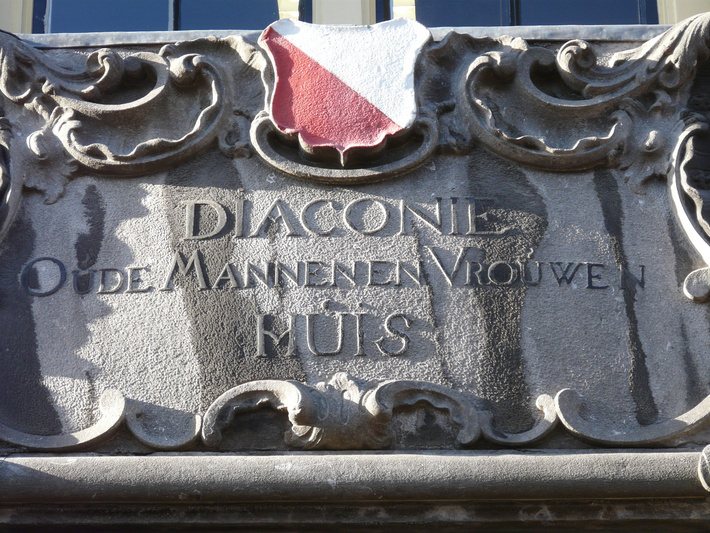 DIACONIE
OUDE MANNEN EN VROUWEN
HUIS